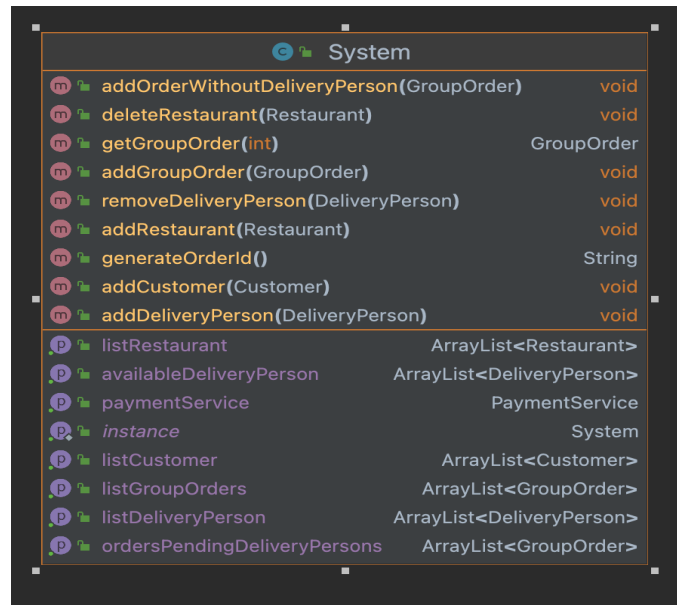 C System
m addOrderWithoutDeliveryPerson(GroupOrder) void
m deleteRestaurant(Restaurant) void
m getGroupOrder(int) GroupOrder
m addGroupOrder(GroupOrder) void
m removeDeliveryPerson(DeliveryPerson) void
m addRestaurant(Restaurant) void
m generateOrderId() String
m addCustomer(Customer) void
m addDeliveryPerson(DeliveryPerson) void
p listRestaurant ArrayList<Restaurant>
p availableDeliveryPerson ArrayList<DeliveryPerson>
p paymentService PaymentService
p instance System
p listCustomer ArrayList<Customer>
p listGroupOrders ArrayList<GroupOrder>
p listDeliveryPerson ArrayList<DeliveryPerson>
p ordersPendingDeliveryPersons ArrayList<GroupOrder>